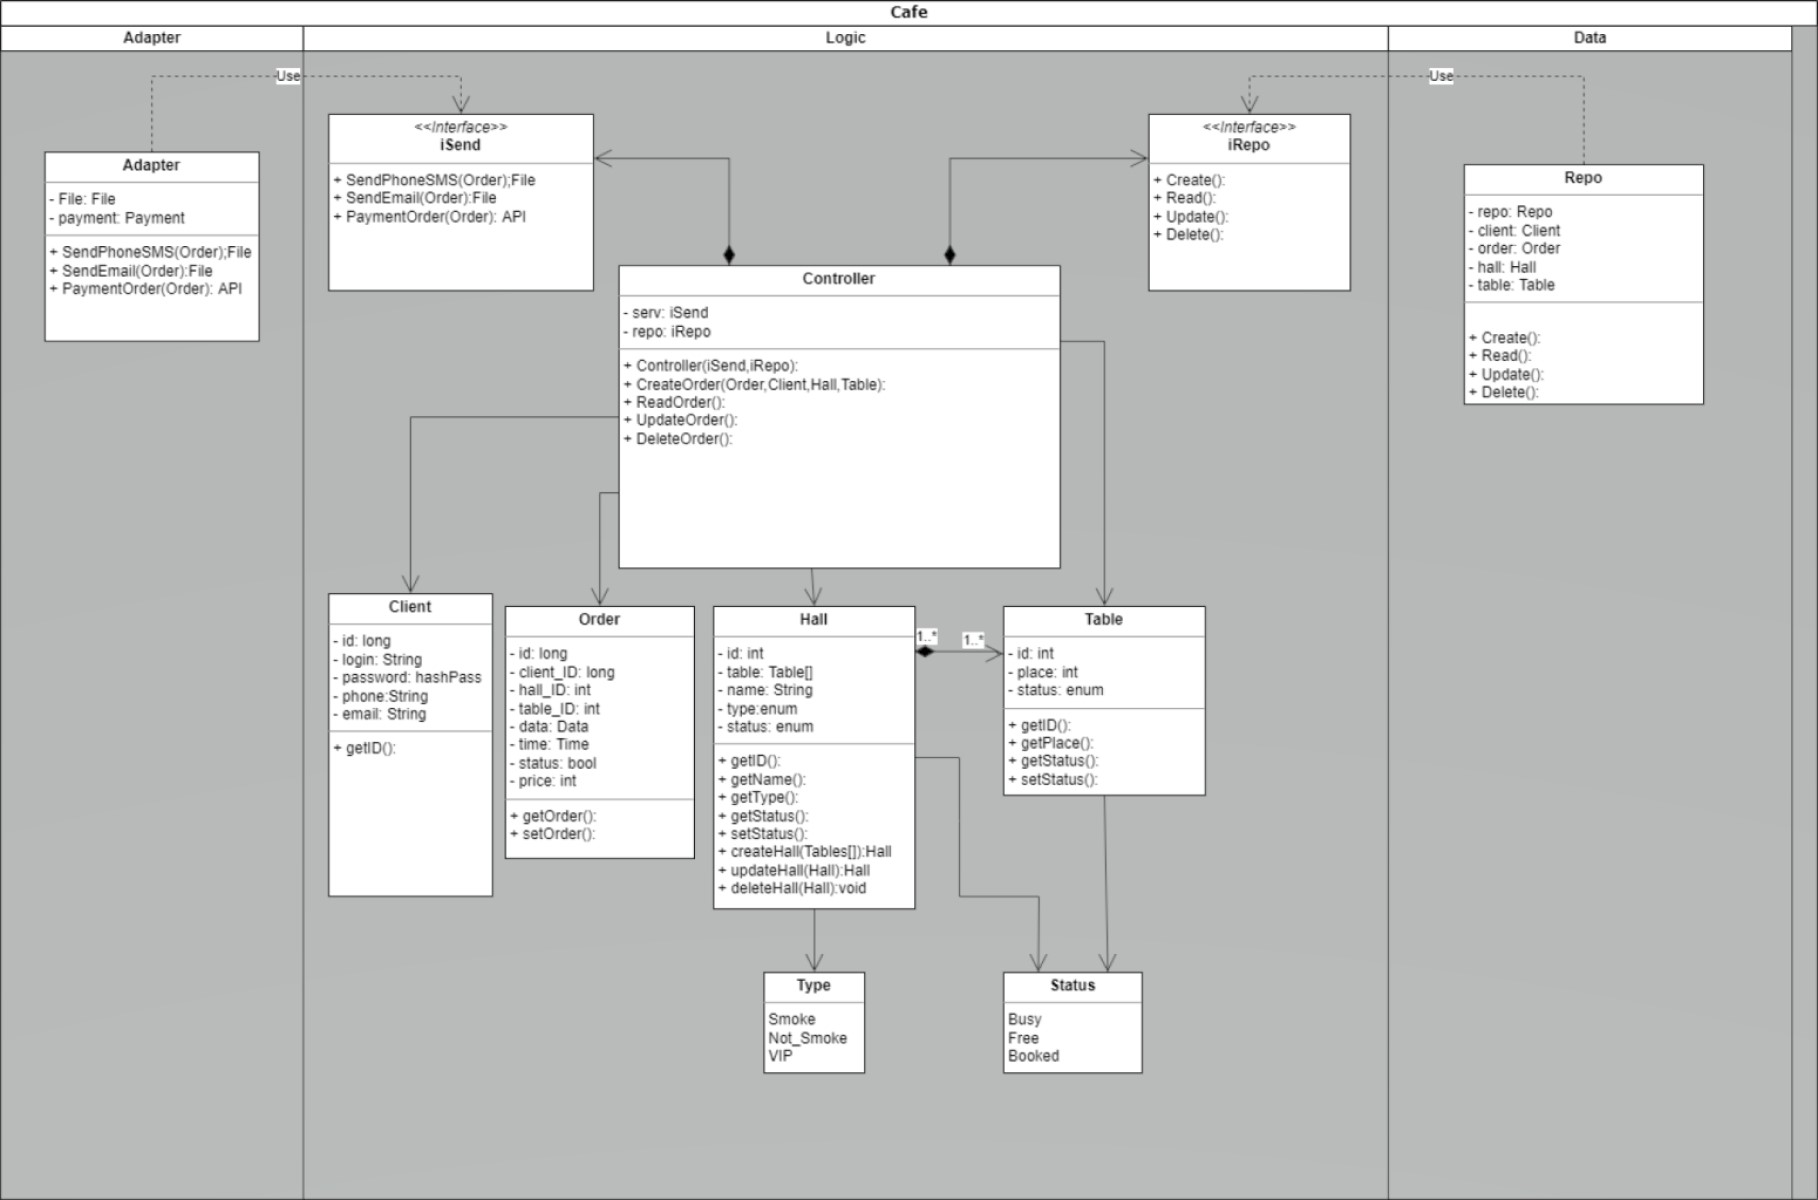 Cafe
Adapter
Logic
Data
Use
Use
Adapter
- File: File
- payment: Payment
+ SendPhoneSMS(Order);File
+ SendEmail(Order):File
+ PaymentOrder(Order): API
<<Interface>>
iSend
+ SendPhoneSMS(Order);File
+ SendEmail(Order):File
+ PaymentOrder(Order): API
<<Interface>>
iRepo
+ Create():
+ Read():
+ Update():
+ Delete():
Repo
- repo: Repo
- client: Client
- order: Order
- hall: Hall
- table: Table
+ Create():
+ Read():
+ Update():
+ Delete():
Controller
- serv: iSend
- repo: iRepo
+ Controller(iSend,iRepo):
+ CreateOrder(Order,Client,Hall,Table):
+ ReadOrder():
+ UpdateOrder():
+ DeleteOrder():
Client
- id: long
- login: String
- password: hashPass
- phone:String
- email: String
+ getID():
Order
- id: long
- client_ID: long
- hall_ID: int
- table_ID: int
- data: Data
- time: Time
- status: bool
- price: int
+ getOrder():
+ setOrder():
Hall
- id: int
- table: Table[]
- name: String
- type:enum
- status: enum
+ getID():
+ getName():
+ getType():
+ getStatus():
+ setStatus():
+ createHall(Tables[]):Hall
+ updateHall(Hall):Hall
+ deleteHall(Hall):void
1..*
1..*
Table
- id: int
- place: int
- status: enum
+ getID():
+ getPlace():
+ getStatus():
+ setStatus():
Type
Smoke
Not_Smoke
VIP
Status
Busy
Free
Booked